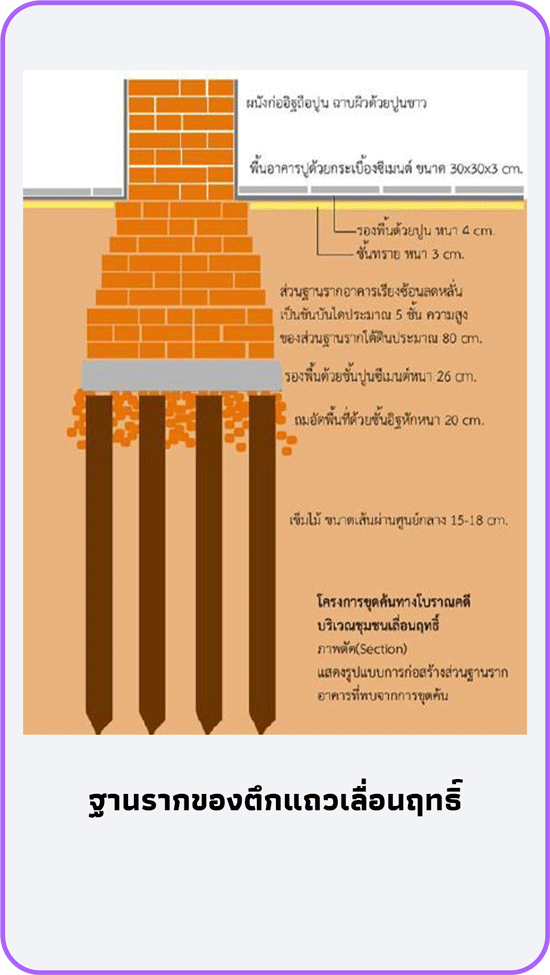 ผนังก่ออิฐถือปูน ฉาบผิวด้วยปูนขาว
พื้นอาคารปูด้วยกระเบื้องซีเมนต์ ขนาด 30x30x3 cm.
รองพื้นด้วยปูน หนา 4 cm.
ชั้นทราย หนา 3 cm.
ส่วนฐานรากอาคารเรียงซ้อนลดหลั่น
เป็นขั้นบันไดประมาณ 5 ชั้น ความสูง
ของส่วนฐานรากใต้ดินประมาณ 80 cm.
รองพื้นด้วยชั้นปูนซีเมนต์หนา 26 cm.
ถมอัดพื้นที่ด้วยชั้นอิฐหักหนา 20 cm.
เข็มไม้ ขนาดเส้นผ่านศูนย์กลาง 15-18 cm.
โครงการขุดค้นทางโบราณคดี
บริเวณชุมชนเลื่อนฤทธิ์
ภาพตัด(Section)
แสดงรูปแบบการก่อสร้างส่วนฐานราก
อาคารที่พบจากการขุดค้น
ฐานรากของตึกแถวเลื่อนฤทธิ์